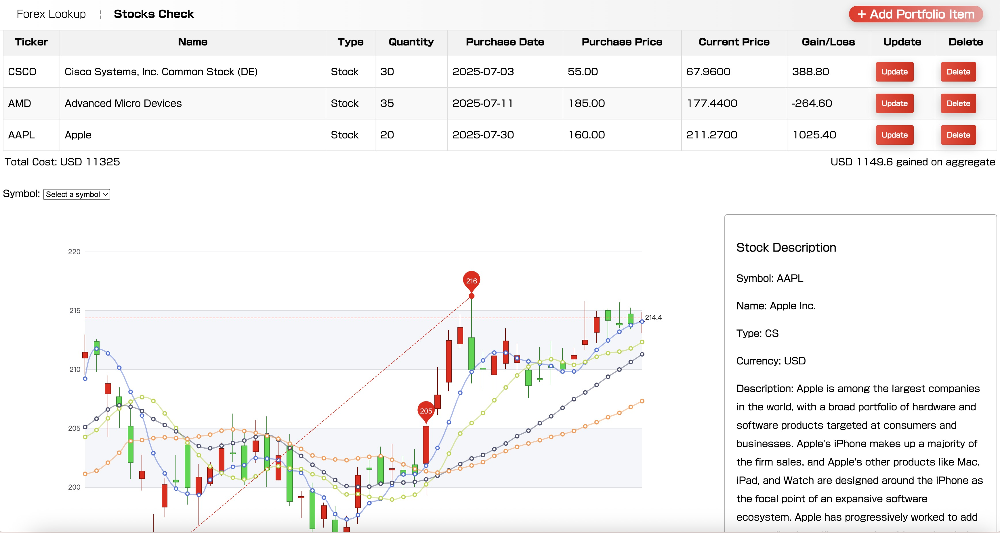 Forex Lookup ¦ Stocks Check
+ Add Portfolio Item
Ticker Name Type Quantity Purchase Date Purchase Price Current Price Gain/Loss Update Delete
CSCO Cisco Systems, Inc. Common Stock (DE) Stock 30 2025-07-03 55.00 67.9600 388.80 Update Delete
AMD Advanced Micro Devices Stock 35 2025-07-11 185.00 177.4400 -264.60 Update Delete
AAPL Apple Stock 20 2025-07-30 160.00 211.2700 1025.40 Update Delete
Total Cost: USD 11325 USD 1149.6 gained on aggregate
Symbol: Select a symbol
220
216
215
214.4
210
205
205
200
Stock Description
Symbol: AAPL
Name: Apple Inc.
Type: CS
Currency: USD
Description: Apple is among the largest companies
in the world, with a broad portfolio of hardware and
software products targeted at consumers and
businesses. Apple's iPhone makes up a majority of
the firm sales, and Apple's other products like Mac,
iPad, and Watch are designed around the iPhone as
the focal point of an expansive software
ecosystem. Apple has progressively worked to add